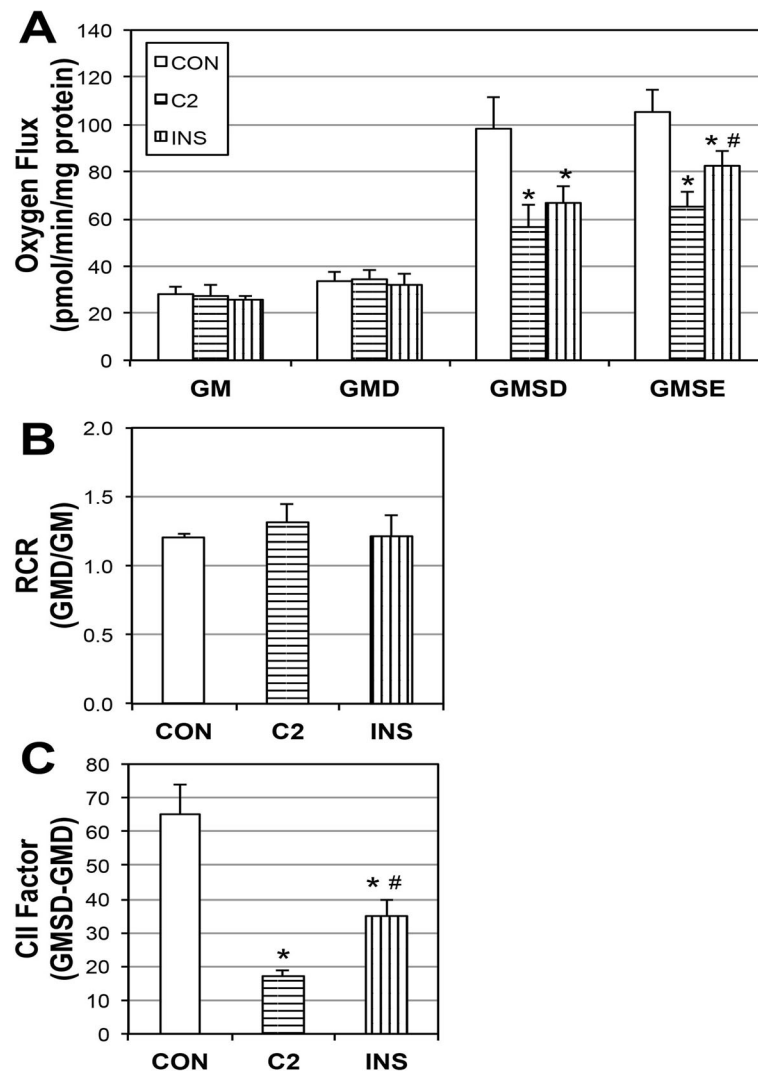 A
Oxygen Flux
(pmol/min/mg protein)
140
120
100
80
60
40
20
0
CON
C2
INS
* * * * #
GM GMD GMSD GMSE
B
RCR
(GMD/GM)
2.0
1.5
1.0
0.5
0.0
CON C2 INS
C
CII Factor
(GMSD-GMD)
80
70
60
50
40
30
20
10
0
* * #
CON C2 INS